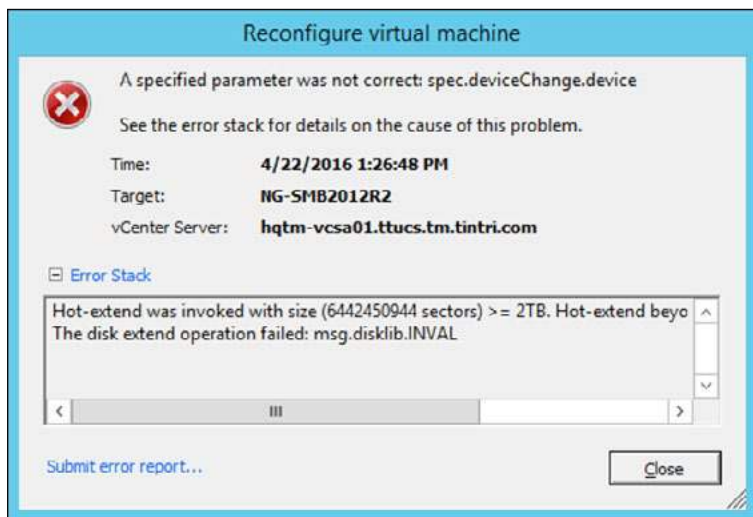 Reconfigure virtual machine
A specified parameter was not correct: spec.deviceChange.device
See the error stack for details on the cause of this problem.
Time: 4/22/2016 1:26:48 PM
Target: NG-SMB2012R2
vCenter Server: hqtm-vcsa01.ttucs.tm.tintri.com
Error Stack
Hot-extend was invoked with size (6442450944 sectors) >= 2TB. Hot-extend beyo
The disk extend operation failed: msg.disklib.INVAL
Submit error report...
Close